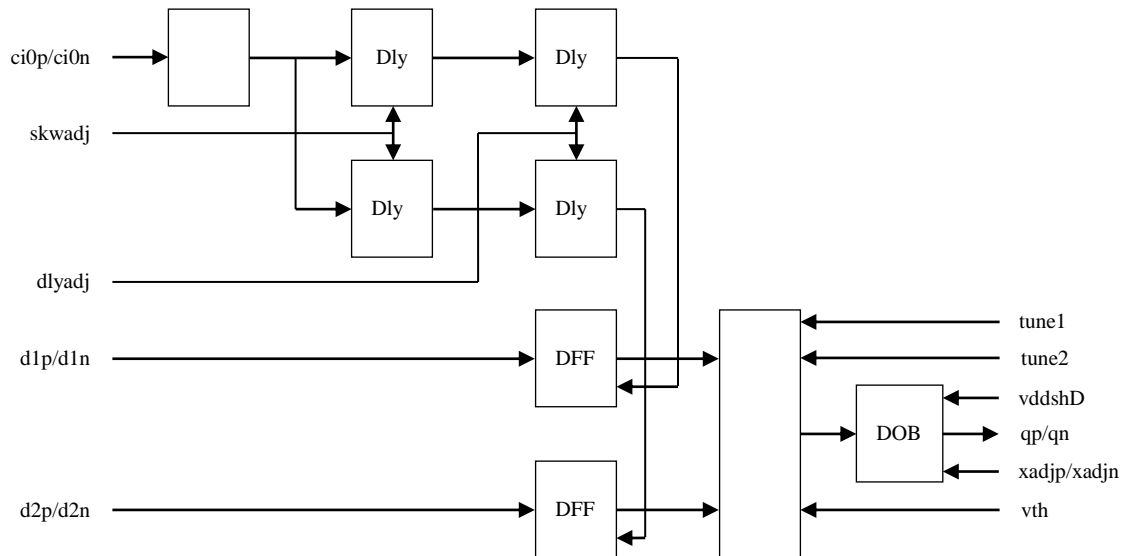 ci0p/ci0n
Dly
Dly
skwadj
Dly
Dly
dlyadj
tune1
d1p/d1n
DFF
tune2
vddshD
DOB
qp/qn
xadjp/xadjn
d2p/d2n
DFF
vth